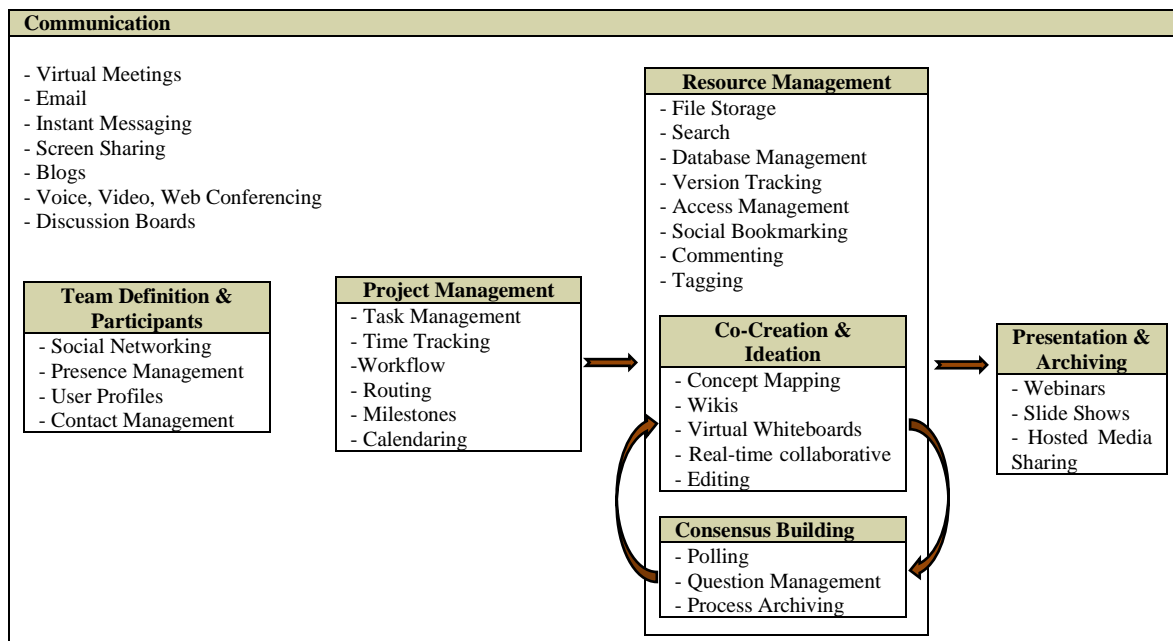 Communication
- Virtual Meetings
- Email
- Instant Messaging
- Screen Sharing
- Blogs
- Voice, Video, Web Conferencing
- Discussion Boards
Team Definition &
Participants
- Social Networking
- Presence Management
- User Profiles
- Contact Management
Project Management
- Task Management
- Time Tracking
-Workflow
- Routing
- Milestones
- Calendaring
Resource Management
- File Storage
- Search
- Database Management
- Version Tracking
- Access Management
- Social Bookmarking
- Commenting
- Tagging
Co-Creation &
Ideation
- Concept Mapping
- Wikis
- Virtual Whiteboards
- Real-time collaborative
- Editing
Consensus Building
- Polling
- Question Management
- Process Archiving
Presentation &
Archiving
- Webinars
- Slide Shows
- Hosted Media
Sharing